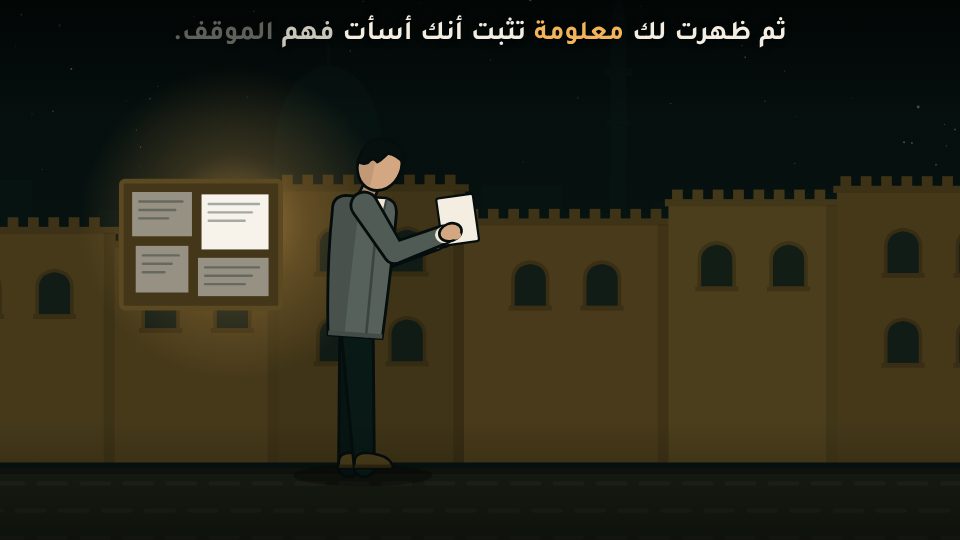 ثم ظهرت لك معلومة تثبت أنك أسأت فهم الموقف.